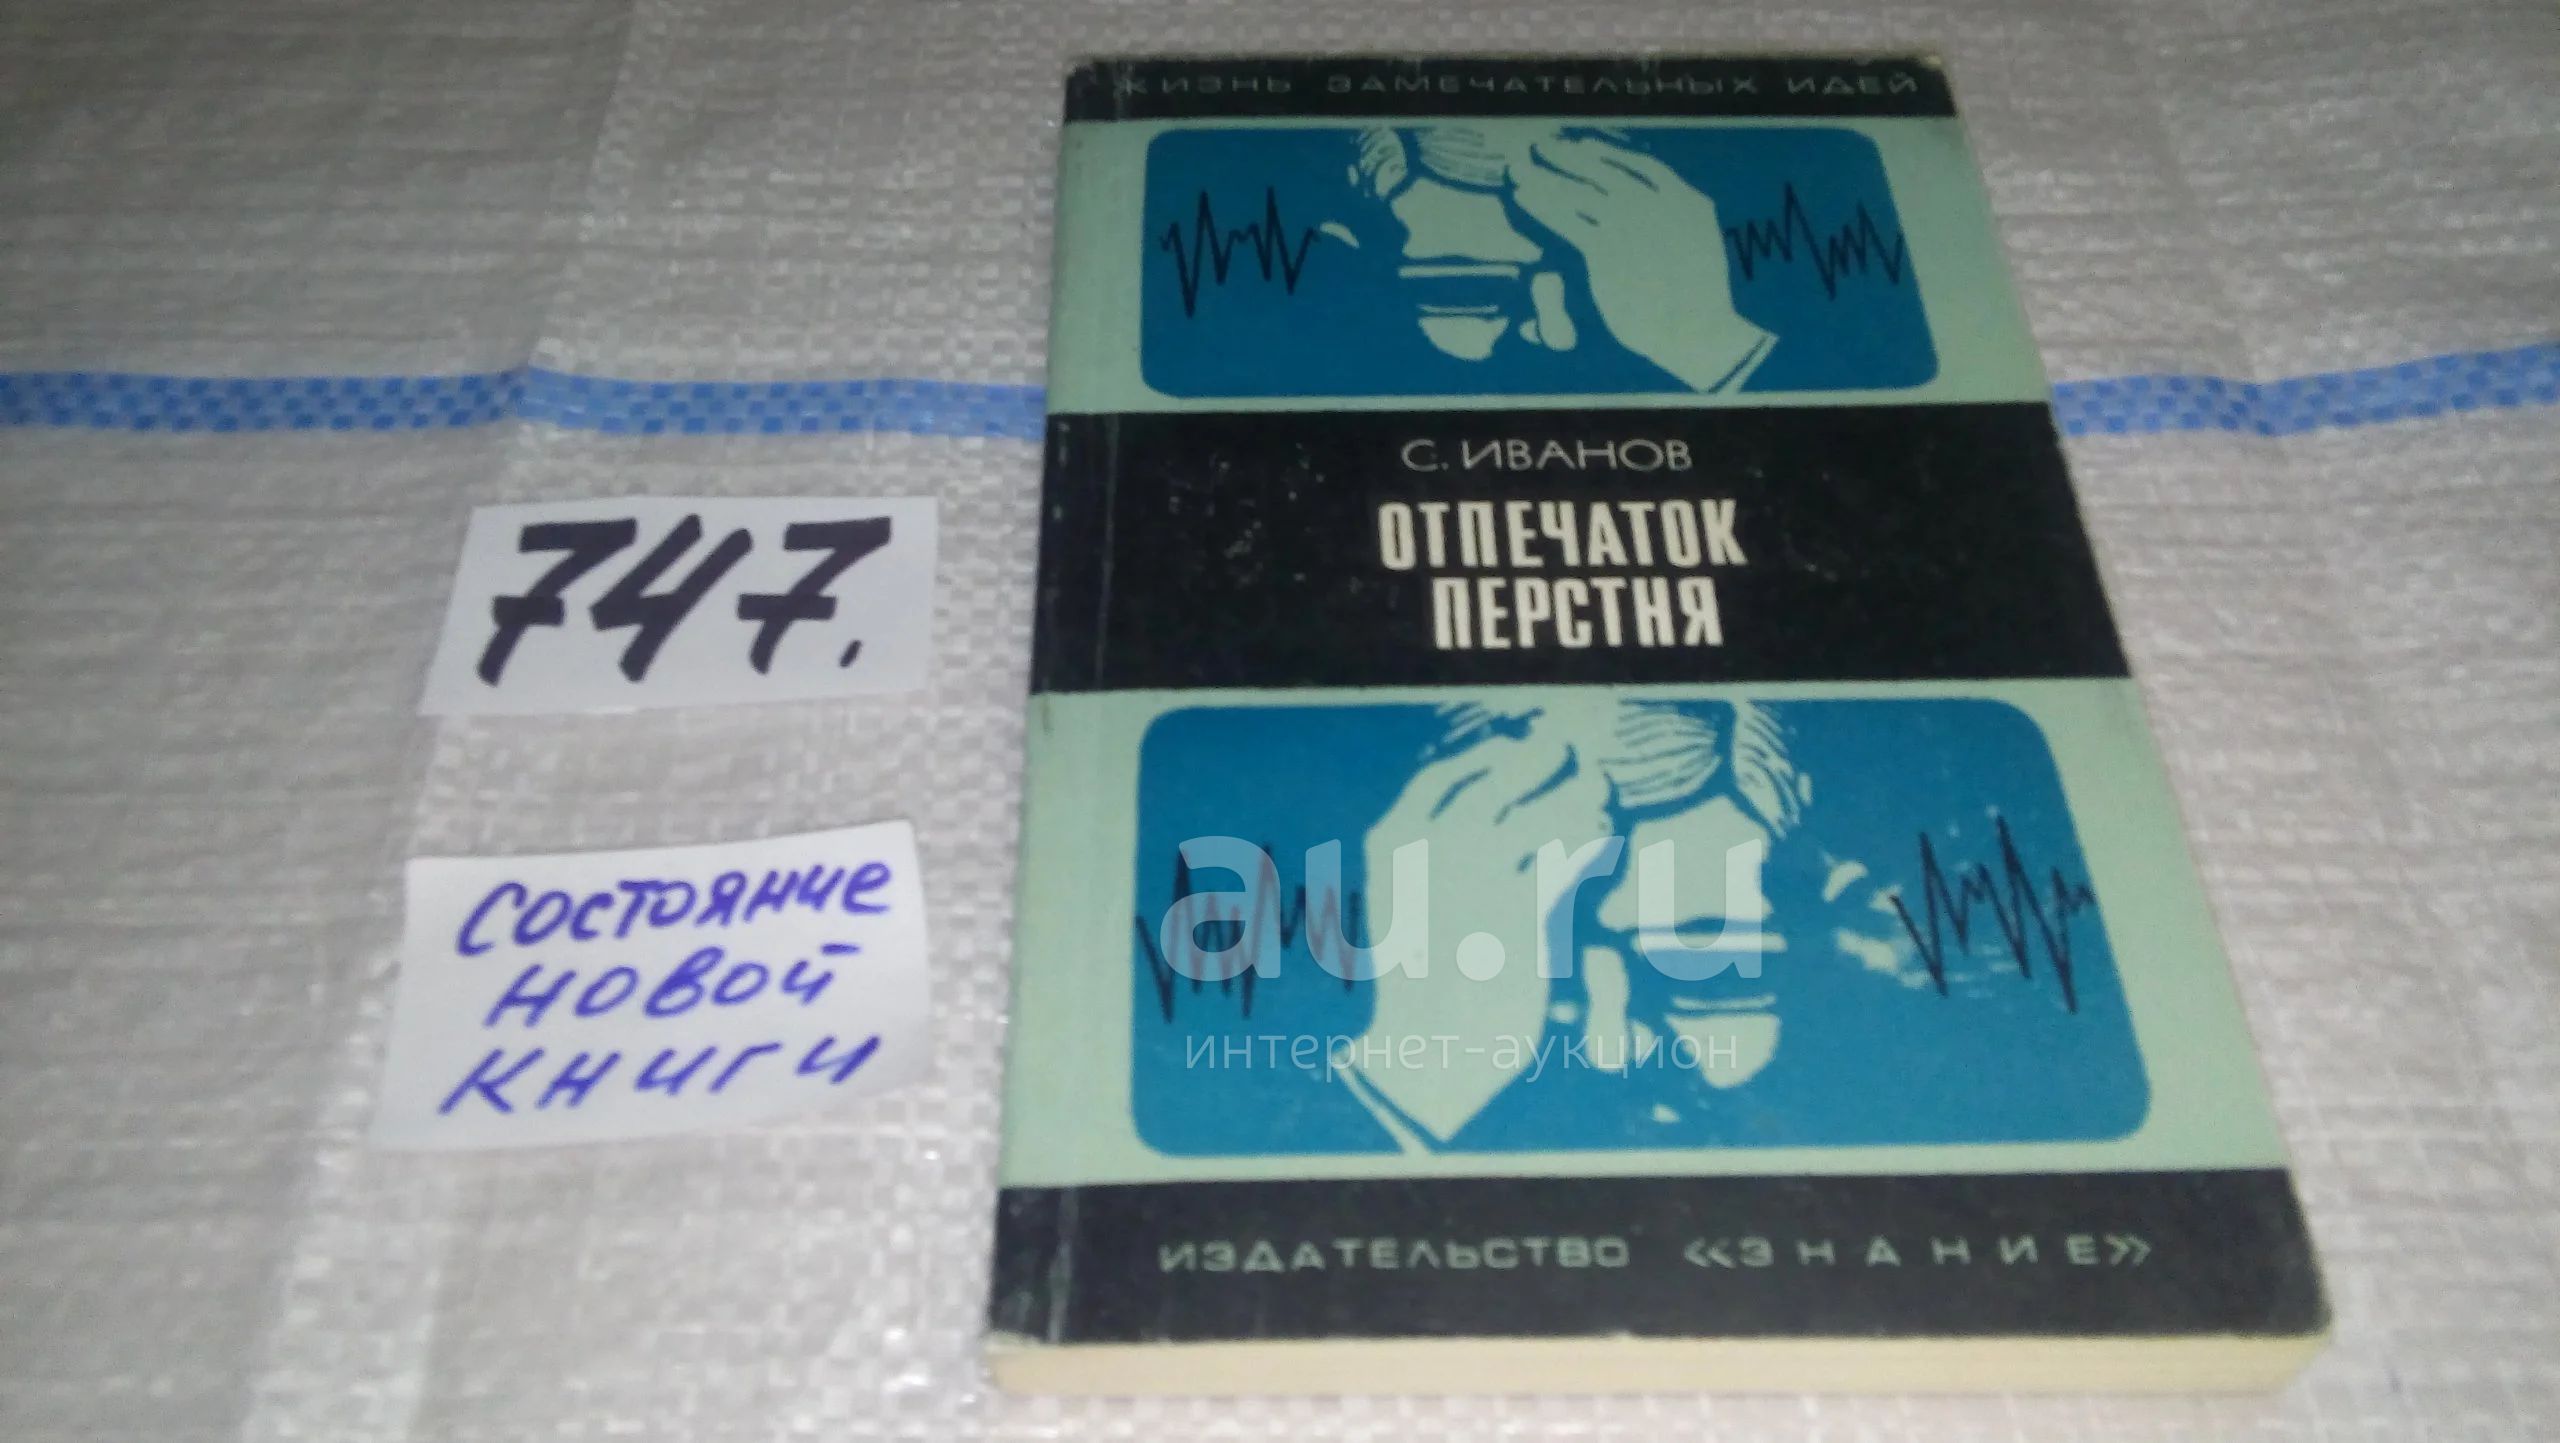 ЖИЗНЬ ЗАМЕЧАТЕЛЬНЫХ ИДЕЙ
С. ИВАНОВ
ОТПЕЧАТОК
ПЕРСТНЯ
747.
СОСТОЯНИЕ
НОВОЙ
КНИГИ
au.ru
интернет-аукцион
ИЗДАТЕЛЬСТВО «ЗНАНИЕ»